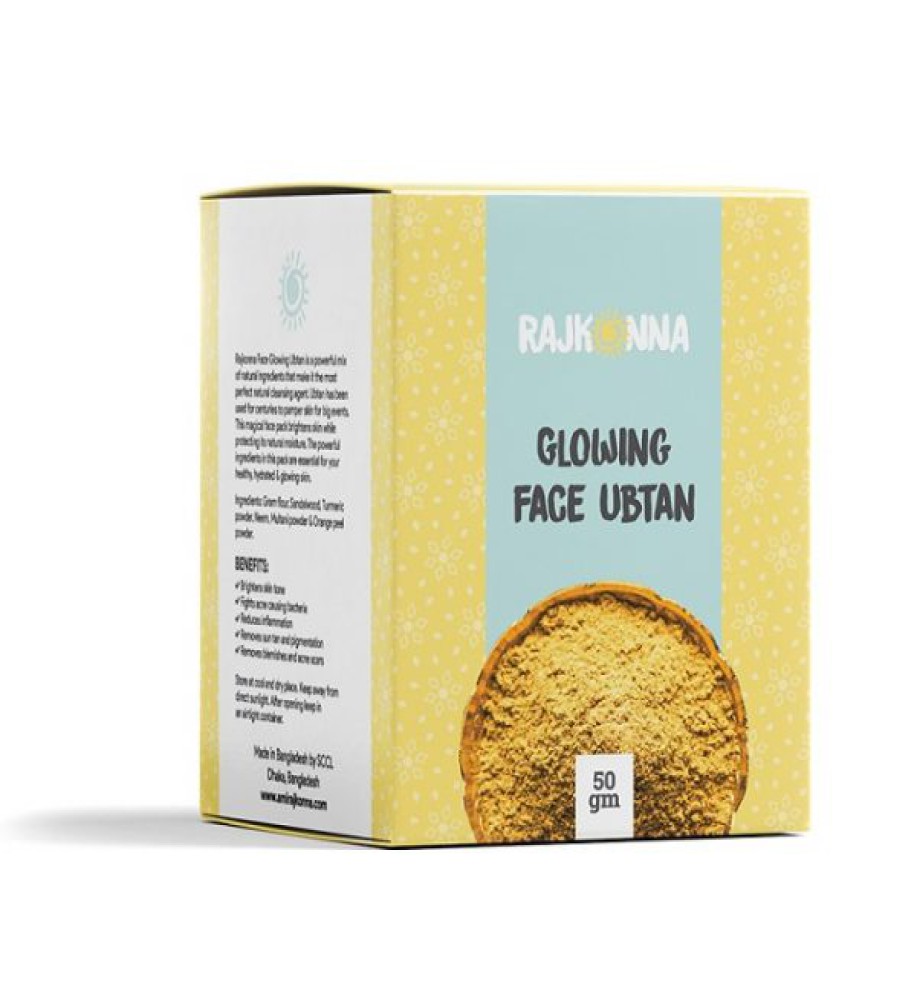 RAJKONNA
GLOWING
FACE UBTAN
50
gm
Rajkonna Face Glowing Ubtan is a powerful mix
of natural ingredients that make it the most
perfect natural cleansing agent. Ubtan has been
used for centuries to pamper skin for big events.
This magical face pack brightens skin while
protecting its natural moisture. The powerful
ingredients in this pack are essential for your
healthy, hydrated & glowing skin.
Ingredients: Gram flour, Sandalwood, Turmeric
powder, Neem, Multani powder & Orange peel
powder.
BENEFITS:
✓ Brightens skin tone
✓ Fights acne causing bacteria
✓ Reduces inflammation
✓ Removes sun tan and pigmentation
✓ Removes blemishes and acne scars
Store at cool and dry place. Keep away from
direct sunlight. After opening keep in
an airtight container.
Made in Bangladesh by SCCL
Dhaka, Bangladesh
www.amirajkonna.com